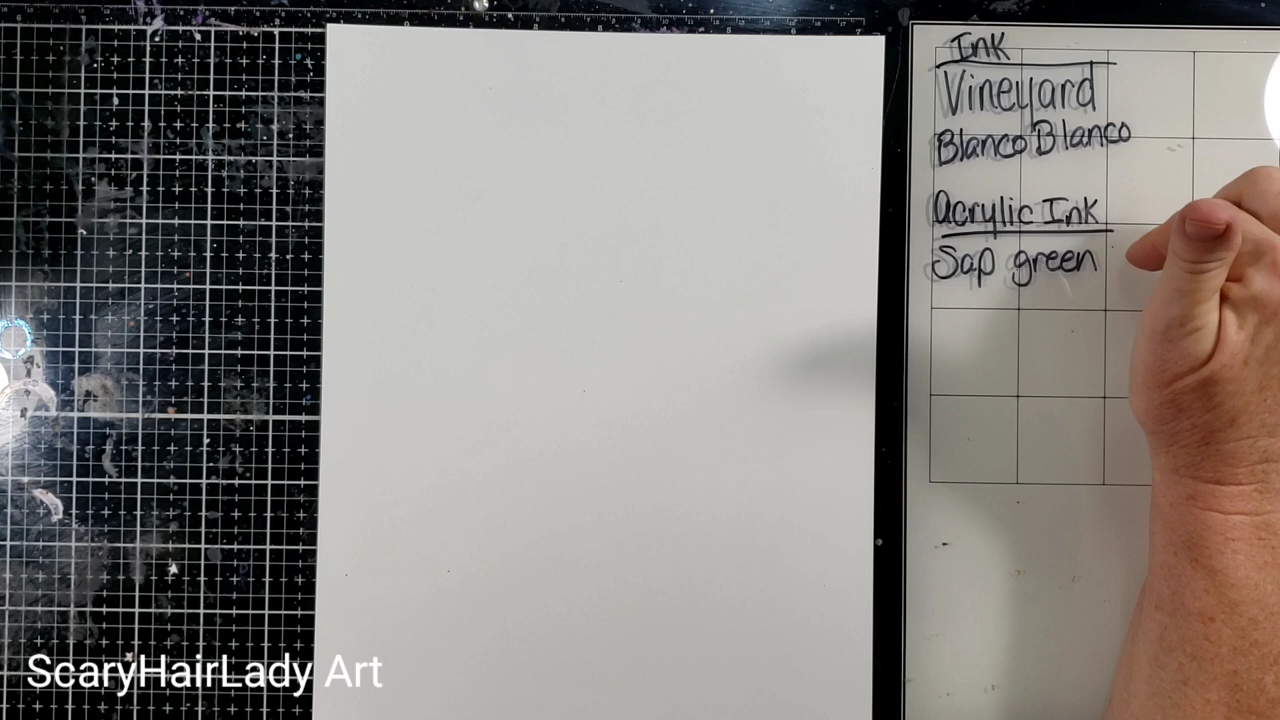 Ink
Vineyard
Blanco Blanco
Acrylic Ink
Sap green
ScaryHairLady Art